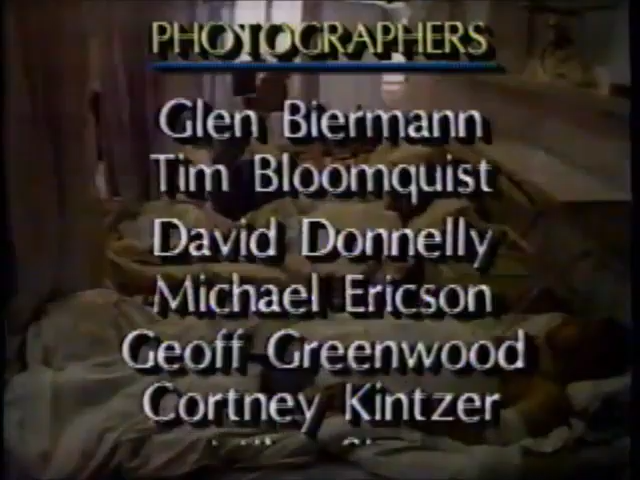 PHOTOGRAPHERS
Glen Biermann
Tim Bloomquist
David Donnelly
Michael Ericson
Geoff Greenwood
Cortney Kintzer